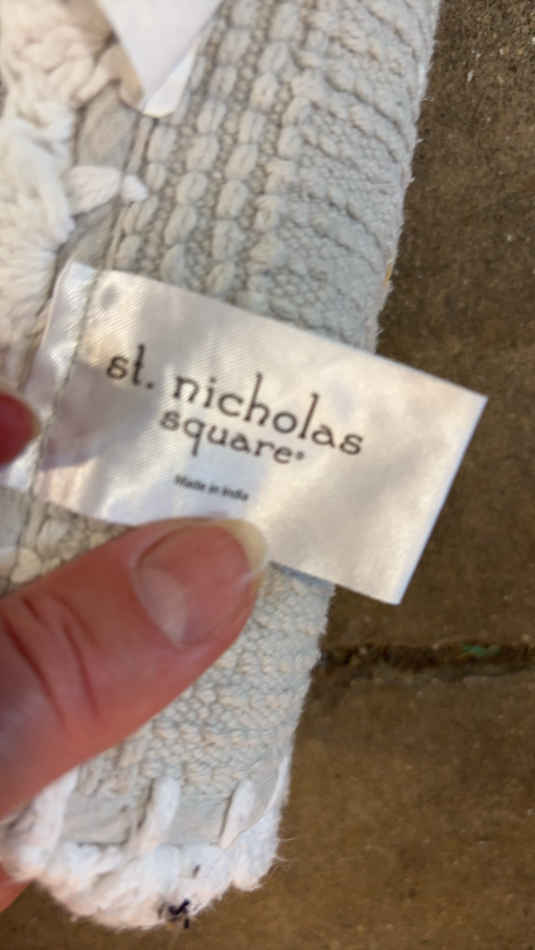 st. nicholas
square®
Made in India